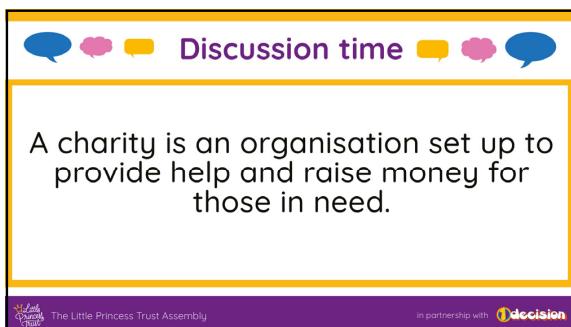 Discussion time
A charity is an organisation set up to
provide help and raise money for
those in need.
Little
Princess
Trust
The Little Princess Trust Assembly
in partnership with
1decision